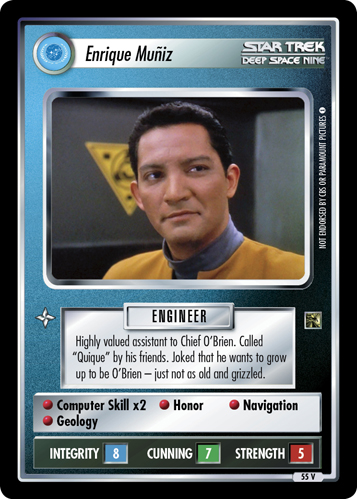 Enrique Muñiz
STAR TREK
DEEP SPACE NINE
NOT ENDORSED BY CBS OR PARAMOUNT PICTURES
ENGINEER
Highly valued assistant to Chief O'Brien. Called
"Quique" by his friends. Joked that he wants to grow
up to be O'Brien – just not as old and grizzled.
Computer Skill x2 Honor Navigation
Geology
INTEGRITY 8 CUNNING 7 STRENGTH 5
55 V